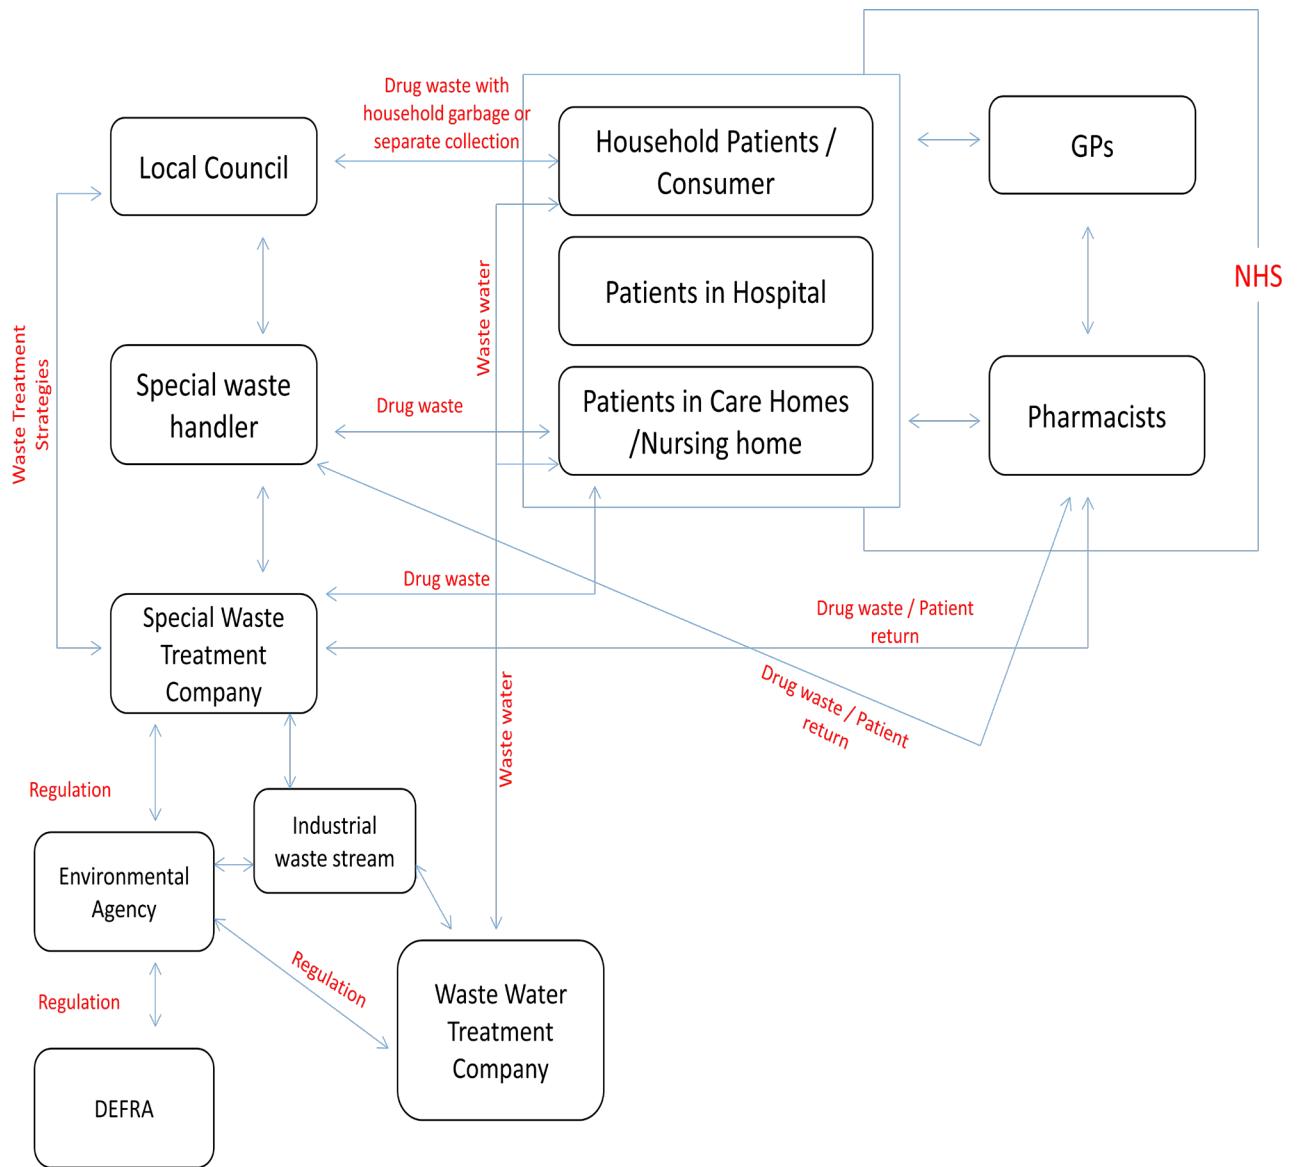 Drug waste with
household garbage or
separate collection
Local Council
Household Patients /
Consumer
GPs
Waste water
Patients in Hospital
NHS
Waste Treatment
Strategies
Special waste
handler
Drug waste
Patients in Care Homes
/Nursing home
Pharmacists
Drug waste
Special Waste
Treatment
Company
Drug waste / Patient
return
Waste water
Drug waste / Patient
return
Regulation
Industrial
waste stream
Environmental
Agency
Regulation
Regulation
Waste Water
Treatment
Company
DEFRA